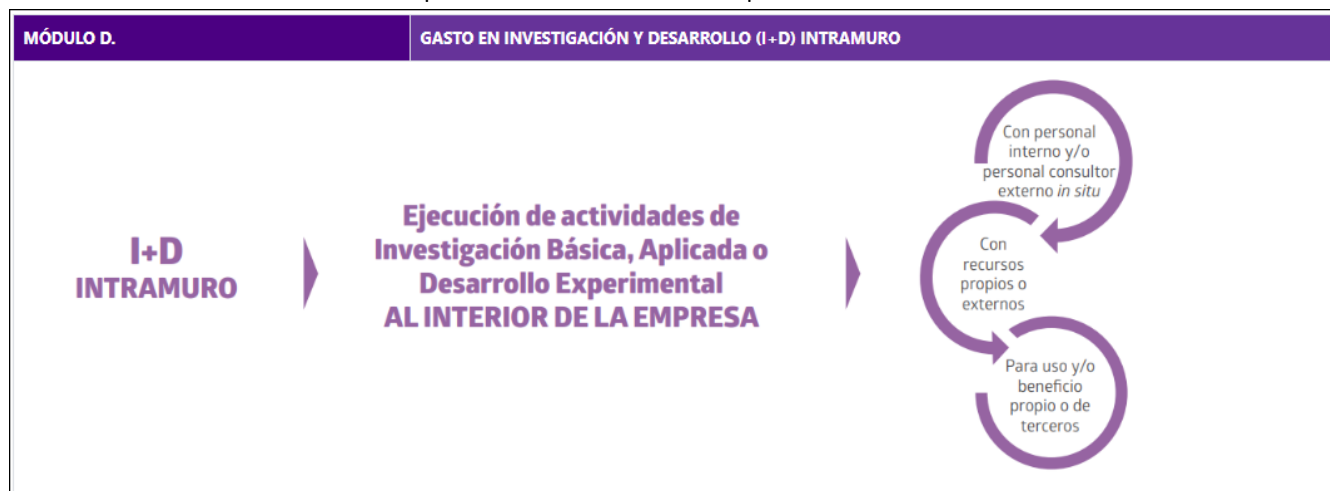 MÓDULO D.
GASTO EN INVESTIGACIÓN Y DESARROLLO (I+D) INTRAMURO
I+D
INTRAMURO
Ejecución de actividades de
Investigación Básica, Aplicada o
Desarrollo Experimental
AL INTERIOR DE LA EMPRESA
Con personal
interno y/o
personal consultor
externo in situ
Con
recursos
propios o
externos
Para uso y/o
beneficio
propio o de
terceros